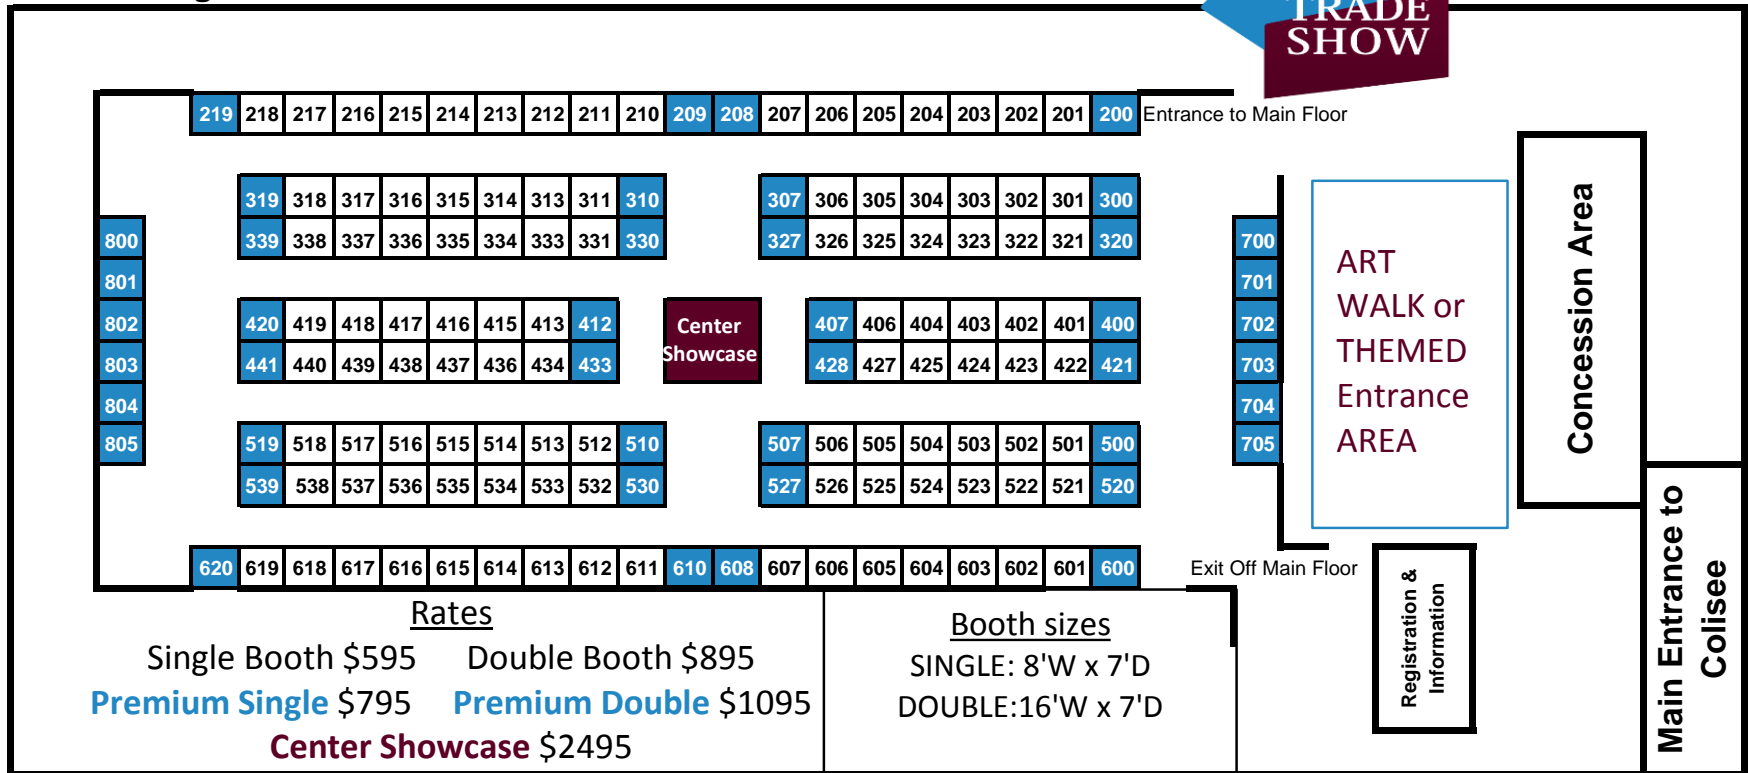 TRADE
SHOW
219 218 217 216 215 214 213 212 211 210 209 208 207 206 205 204 203 202 201 200 Entrance to Main Floor
319 318 317 316 315 314 313 311 310 307 306 305 304 303 302 301 300
339 338 337 336 335 334 333 331 330 327 326 325 324 323 322 321 320
800
801
802
803
804
805
420 419 418 417 416 415 413 412
441 440 439 438 437 436 434 433
Center
Showcase
407 406 404 403 402 401 400
428 427 425 424 423 422 421
519 518 517 516 515 514 513 512 510 507 506 505 504 503 502 501 500
539 538 537 536 535 534 533 532 530 527 526 525 524 523 522 521 520
700
701
702
703
704
705
ART
WALK or
THEMED
Entrance
AREA
Concession Area
620 619 618 617 616 615 614 613 612 611 610 608 607 606 605 604 603 602 601 600 Exit Off Main Floor
Rates
Single Booth $595 Double Booth $895
Premium Single $795 Premium Double $1095
Center Showcase $2495
Booth sizes
SINGLE: 8'W x 7'D
DOUBLE:16'W x 7'D
Registration &
Information
Main Entrance to
Colisee